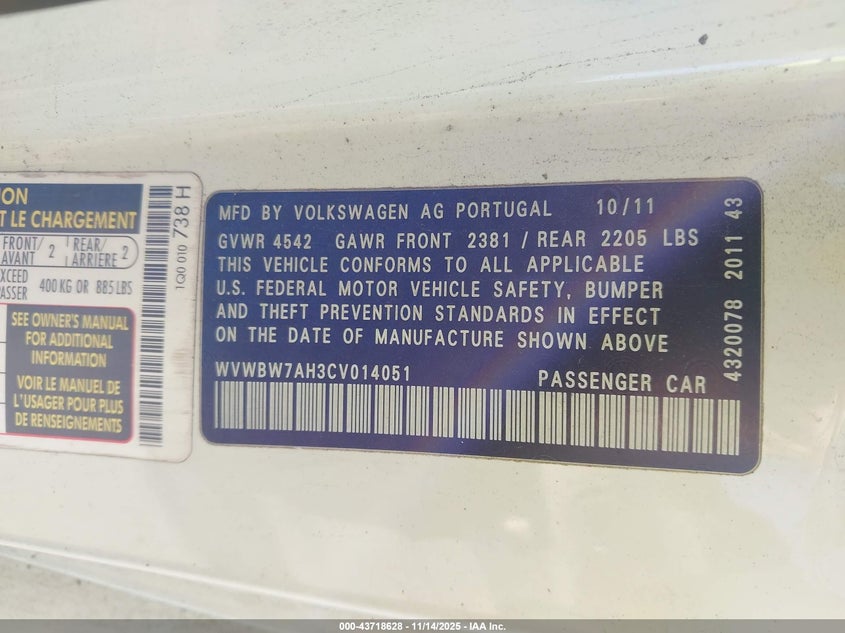 ION
T LE CHARGEMENT
FRONT/
AVANT 2 REAR/
ARRIÈRE 2
XCEED
PASSER 400 KG OR 885 LBS
SEE OWNER'S MANUAL
FOR ADDITIONAL
INFORMATION
VOIR LE MANUEL DE
L'USAGER POUR PLUS
DE RENSEIGNEMENTS
1Q0 010 738 H
MFD BY VOLKSWAGEN AG PORTUGAL 10/11
GVWR 4542 GAWR FRONT 2381 / REAR 2205 LBS
THIS VEHICLE CONFORMS TO ALL APPLICABLE
U.S. FEDERAL MOTOR VEHICLE SAFETY, BUMPER
AND THEFT PREVENTION STANDARDS IN EFFECT
ON THE DATE OF MANUFACTURE SHOWN ABOVE
WVWBW7AH3CV014051 PASSENGER CAR
4320078 2011 43
000-43718628 - 11/14/2025 - IAA Inc.